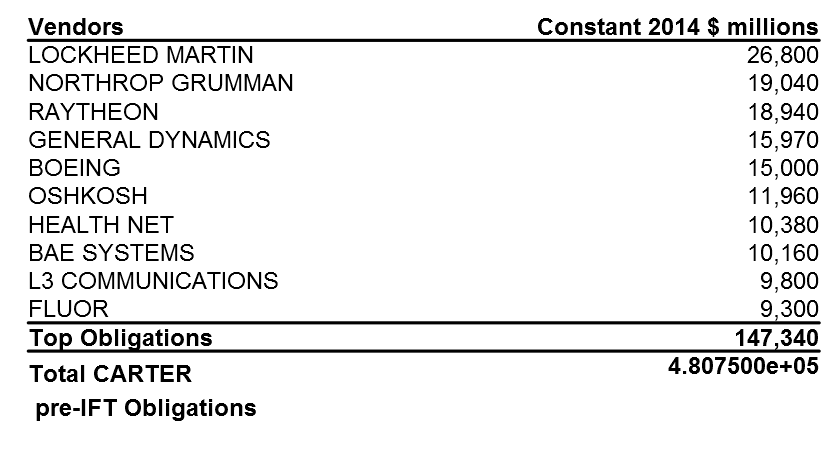 Vendors Constant 2014 $ millions
LOCKHEED MARTIN 26,800
NORTHROP GRUMMAN 19,040
RAYTHEON 18,940
GENERAL DYNAMICS 15,970
BOEING 15,000
OSHKOSH 11,960
HEALTH NET 10,380
BAE SYSTEMS 10,160
L3 COMMUNICATIONS 9,800
FLUOR 9,300
Top Obligations 147,340
Total CARTER 4.807500e+05
pre-IFT Obligations